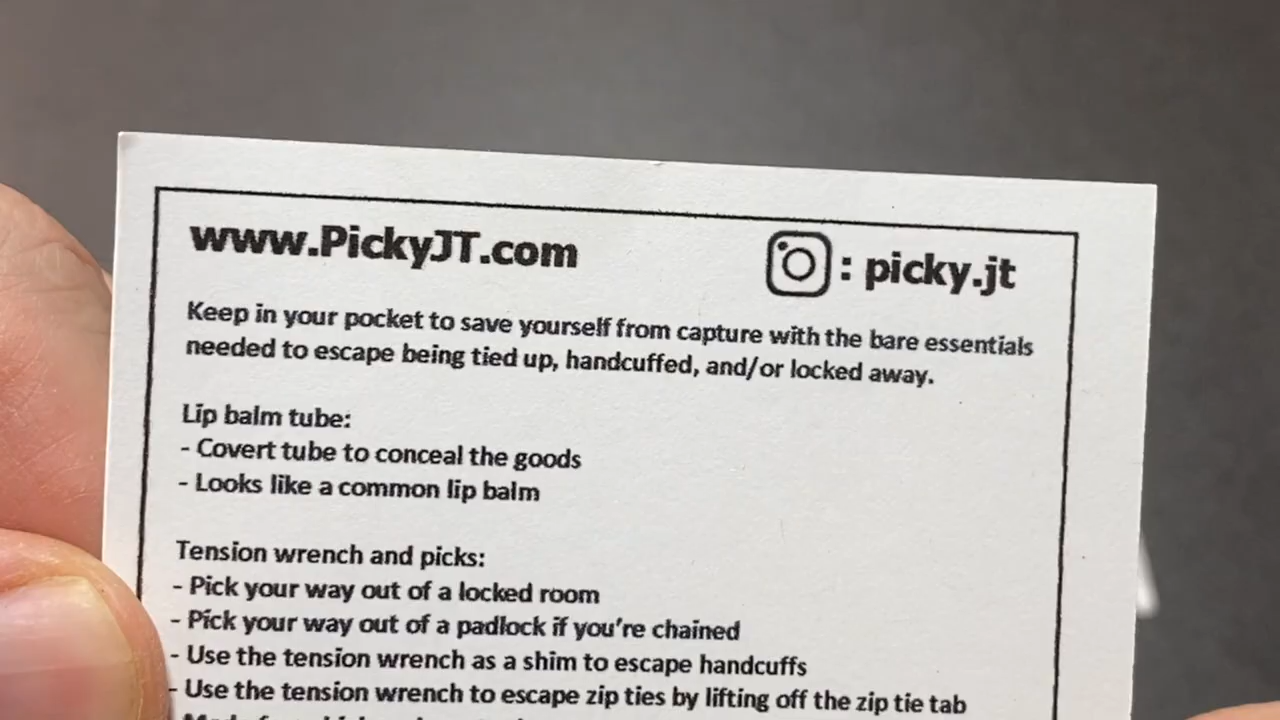 www.PickyJT.com : picky.jt
Keep in your pocket to save yourself from capture with the bare essentials
needed to escape being tied up, handcuffed, and/or locked away.
Lip balm tube:
- Covert tube to conceal the goods
- Looks like a common lip balm
Tension wrench and picks:
- Pick your way out of a locked room
- Pick your way out of a padlock if you're chained
- Use the tension wrench as a shim to escape handcuffs
- Use the tension wrench to escape zip ties by lifting off the zip tie tab